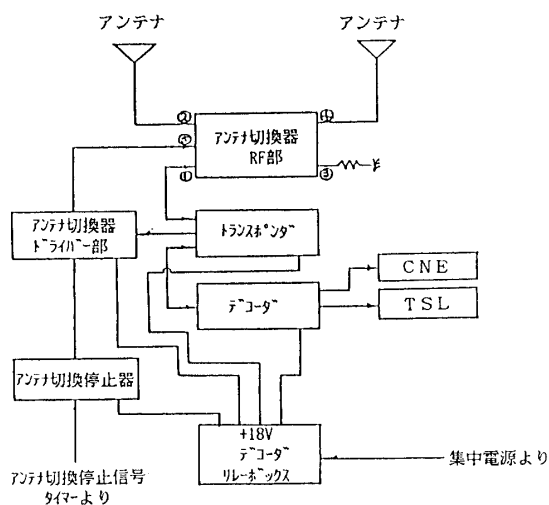 アンテナ
アンテナ
②
④
アンテナ切換器
RF部
①
③
アンテナ切換器
ドライバー部
トランスポンダ
デコーダ
CNE
TSL
アンテナ切換停止器
+18V
デコーダ
リレーボックス
集中電源より
アンテナ切換停止信号
タイマーより